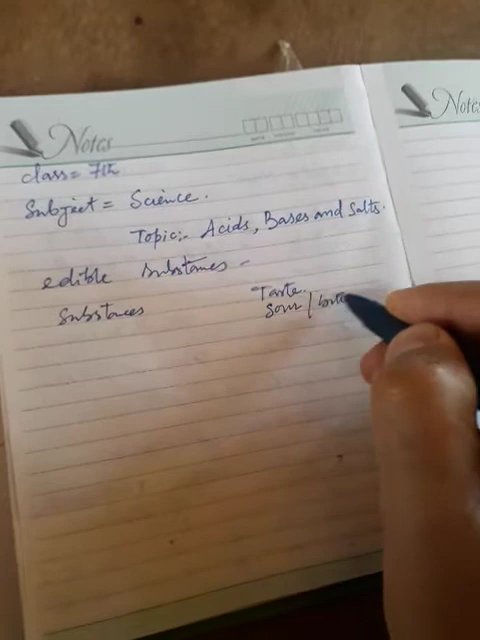 Notes
Notes
class = 7th
Subject = Science.
Topic:- Acids, Bases and Salts.
edible substances -
Substances
Taste.
Sour /